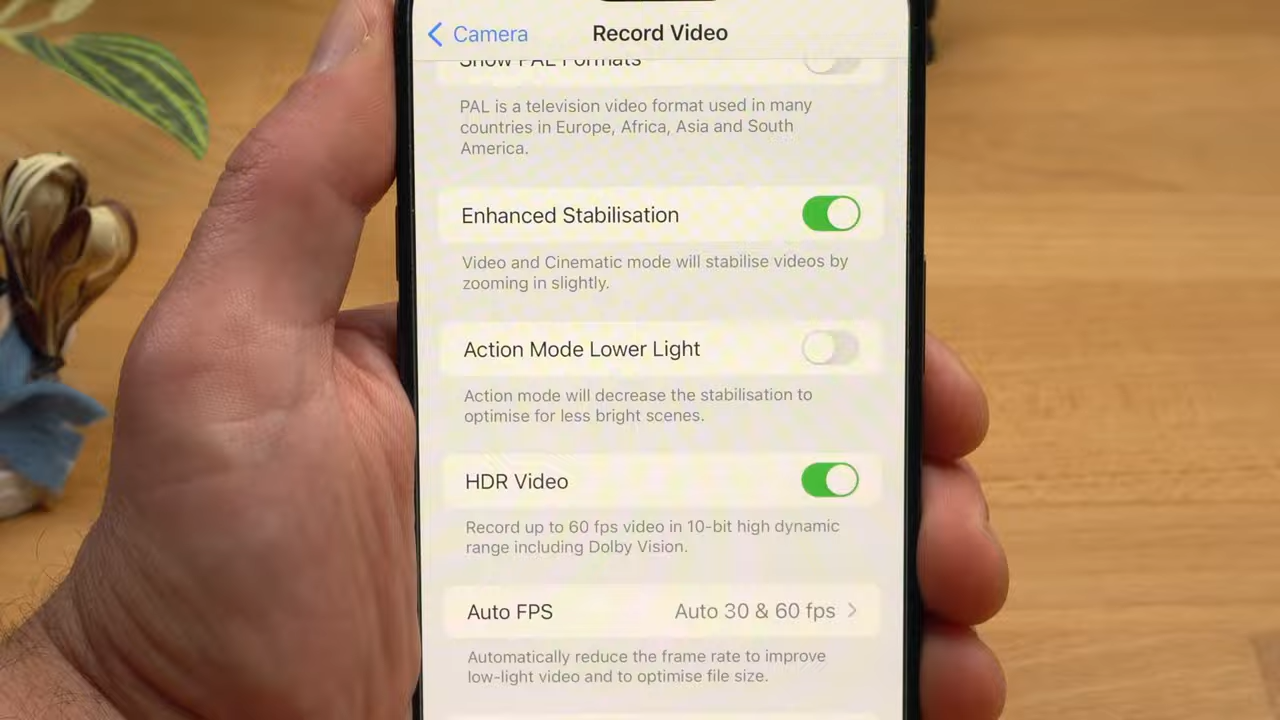 Camera
Record Video
Show PAL Formats
PAL is a television video format used in many
countries in Europe, Africa, Asia and South
America.
Enhanced Stabilisation
Video and Cinematic mode will stabilise videos by
zooming in slightly.
Action Mode Lower Light
Action mode will decrease the stabilisation to
optimise for less bright scenes.
HDR Video
Record up to 60 fps video in 10-bit high dynamic
range including Dolby Vision.
Auto FPS
Auto 30 & 60 fps
Automatically reduce the frame rate to improve
low-light video and to optimise file size.